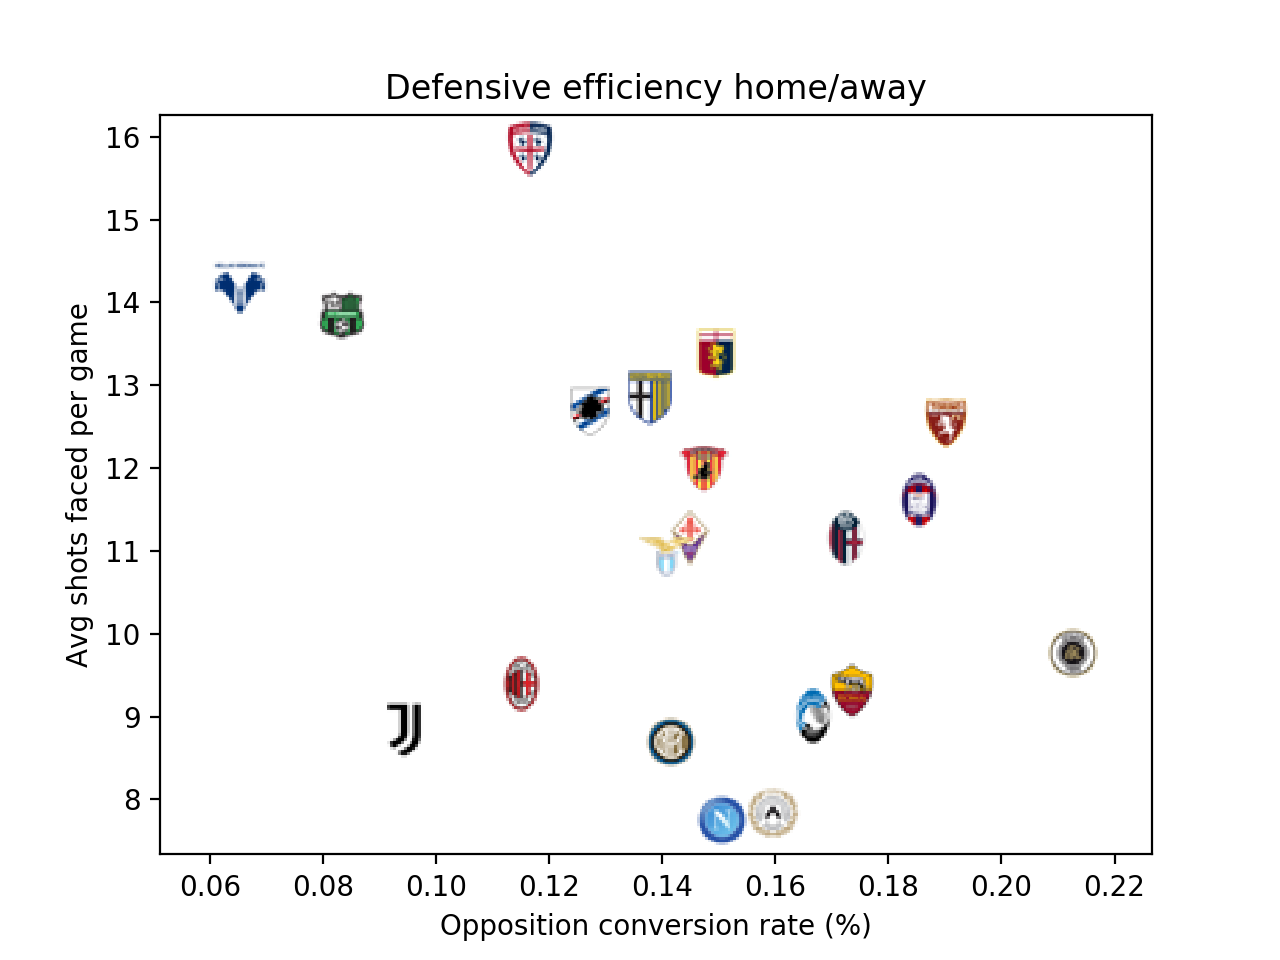 Defensive efficiency home/away
16
15
14
13
12
11
10
9
8
Avg shots faced per game
0.06 0.08 0.10 0.12 0.14 0.16 0.18 0.20 0.22
Opposition conversion rate (%)
TORINO
N